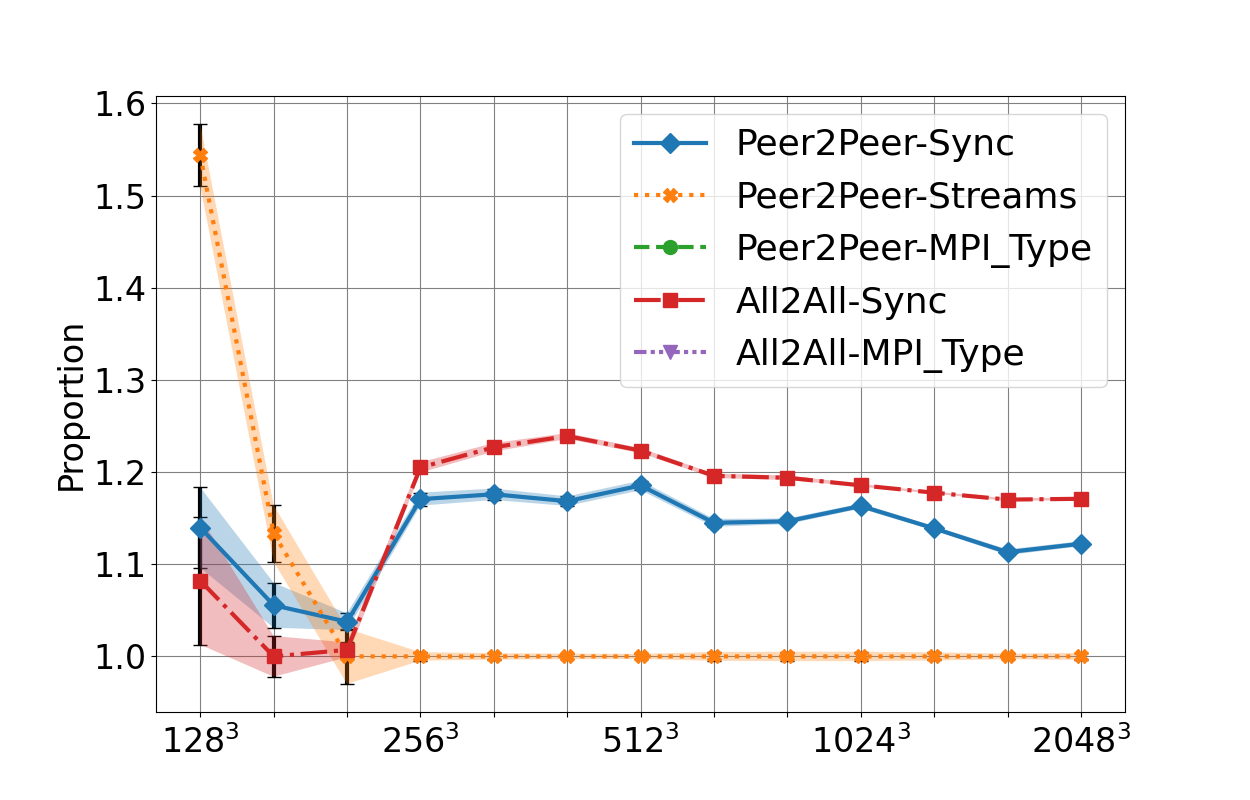 1.6
1.5
1.4
1.3
1.2
1.1
1.0
Proportion
Peer2Peer-Sync
Peer2Peer-Streams
Peer2Peer-MPI_Type
All2All-Sync
All2All-MPI_Type
128³
256³
512³
1024³
2048³